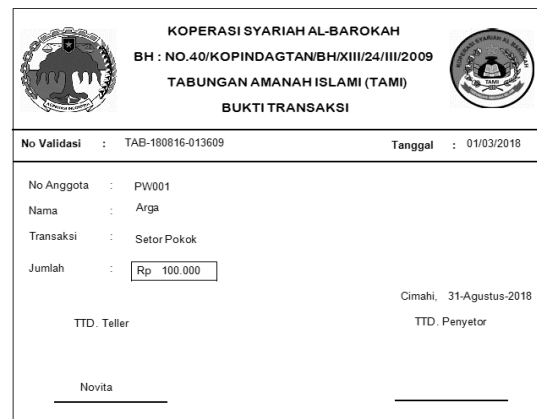 KOPERASI SYARIAH AL-BAROKAH
BH : NO.40/KOPINDAGTAN/BH/XIII/24/III/2009
TABUNGAN AMANAH ISLAMI (TAMI)
BUKTI TRANSAKSI
No Validasi : TAB-180816-013609 Tanggal : 01/03/2018
No Anggota : PW001
Nama : Arga
Transaksi : Setor Pokok
Jumlah : Rp 100.000
Cimahi, 31-Agustus-2018
TTD. Teller TTD. Penyetor
Novita